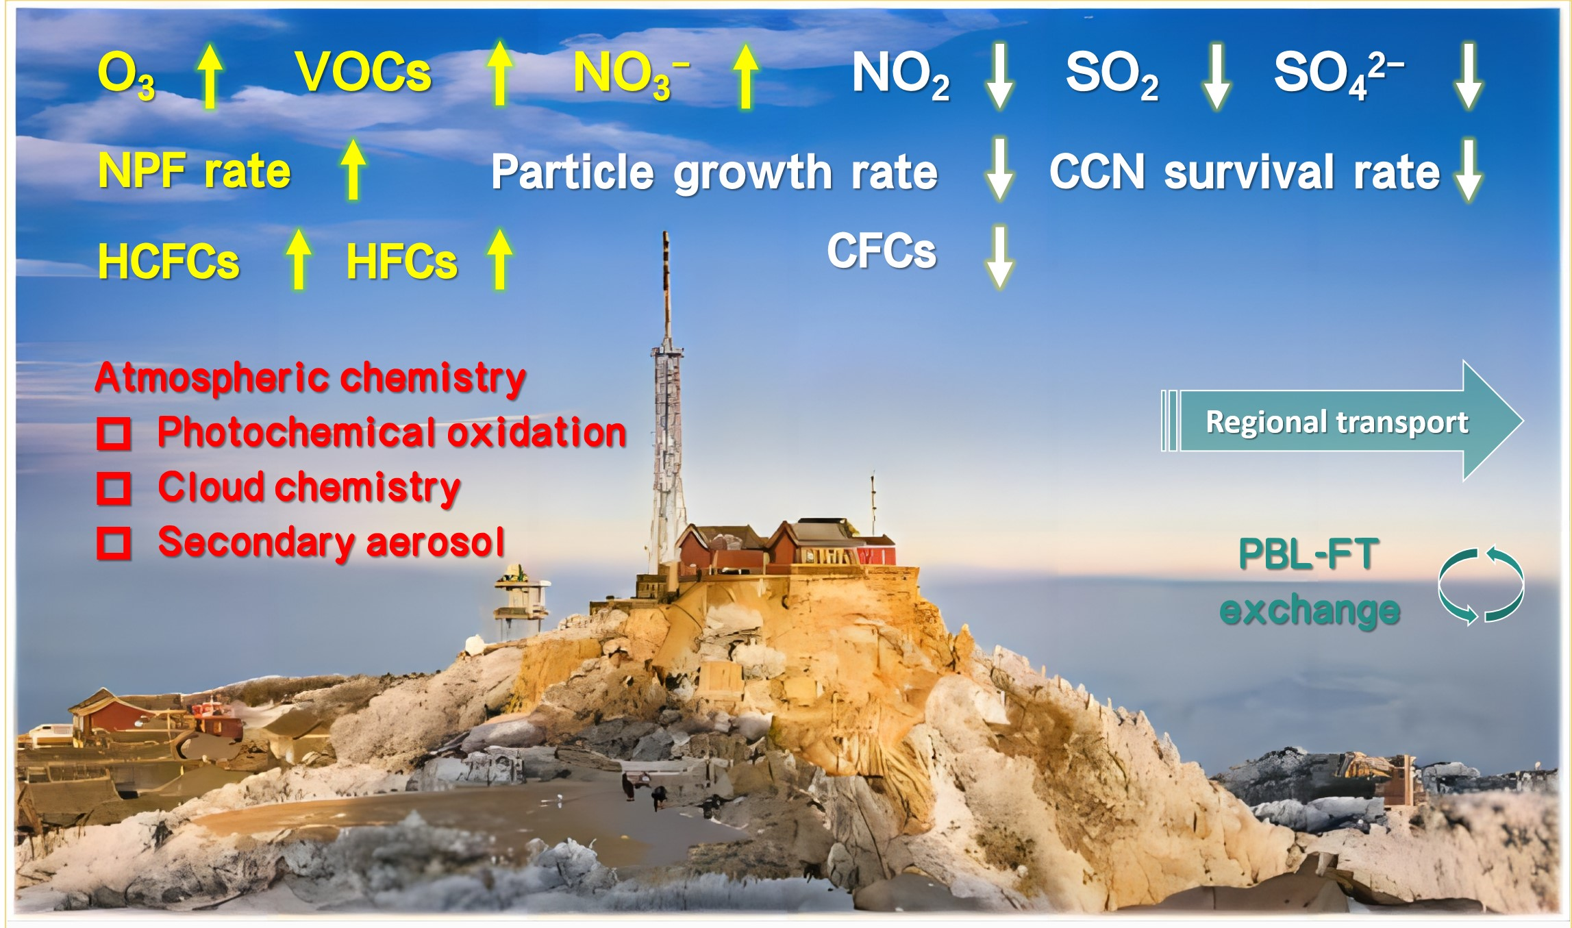 O₃ ↑ VOCs ↑ NO₃⁻ ↑ NO₂ ↓ SO₂ ↓ SO₄²⁻ ↓
NPF rate ↑ Particle growth rate ↓ CCN survival rate ↓
HCFCs ↑ HFCs ↑ CFCs ↓
Atmospheric chemistry
□ Photochemical oxidation
□ Cloud chemistry
□ Secondary aerosol
Regional transport
PBL-FT
exchange